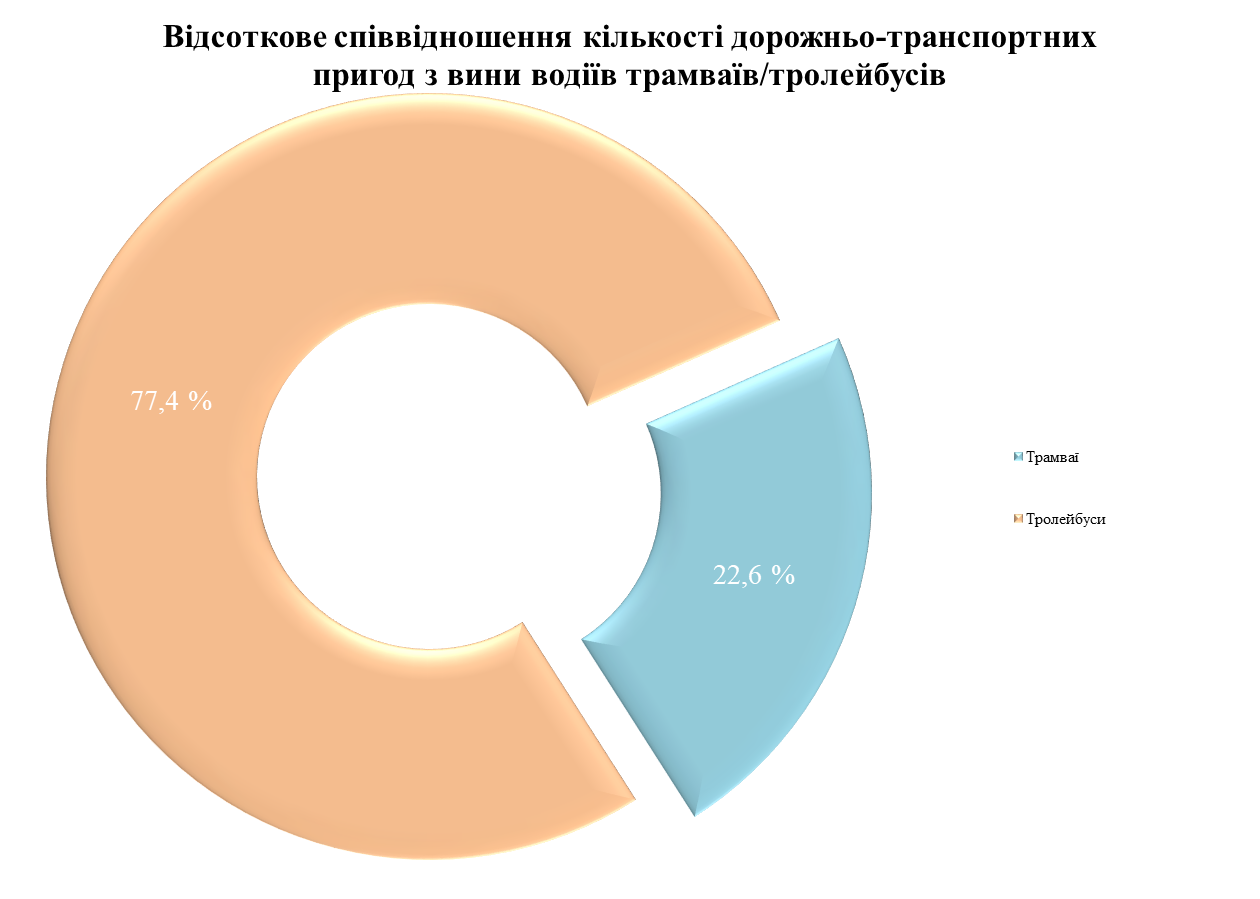 Відсоткове співвідношення кількості дорожньо-транспортних
пригод з вини водіїв трамваїв/тролейбусів
77,4 %
22,6 %
Трамваї
Тролейбуси